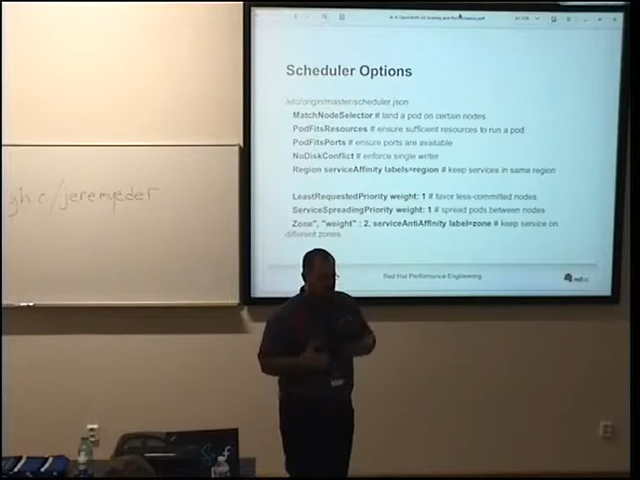 Scheduler Options
/etc/origin/master/scheduler.json
MatchNodeSelector # land a pod on certain nodes
PodFitsResources # ensure sufficient resources to run a pod
PodFitsPorts # ensure ports are available
NoDiskConflict # enforce single writer
Region serviceAffinity labels=region # keep services in same region
LeastRequestedPriority weight: 1 # favor less-committed nodes
ServiceSpreadingPriority weight: 1 # spread pods between nodes
Zone", "weight" : 2, serviceAntiAffinity label=zone # keep service on
different zones
Red Hat Performance Engineering
gh:c/jeremyeder